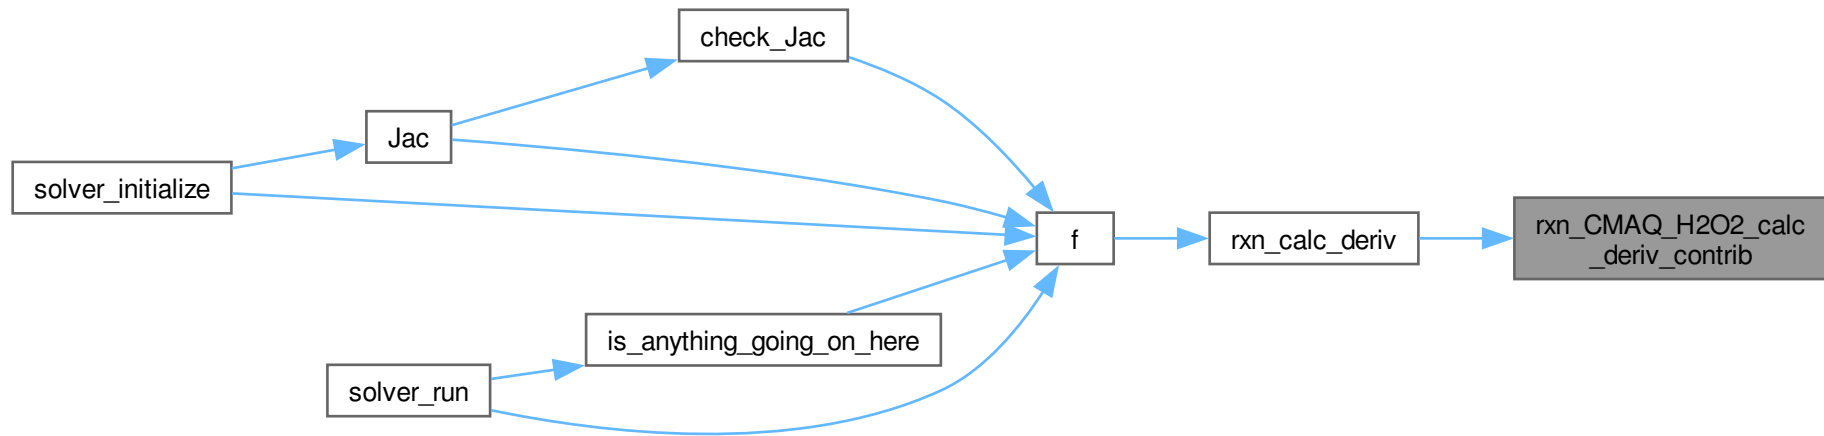 check_Jac
Jac
solver_initialize
f
rxn_calc_deriv
rxn_CMAQ_H2O2_calc
_deriv_contrib
is_anything_going_on_here
solver_run